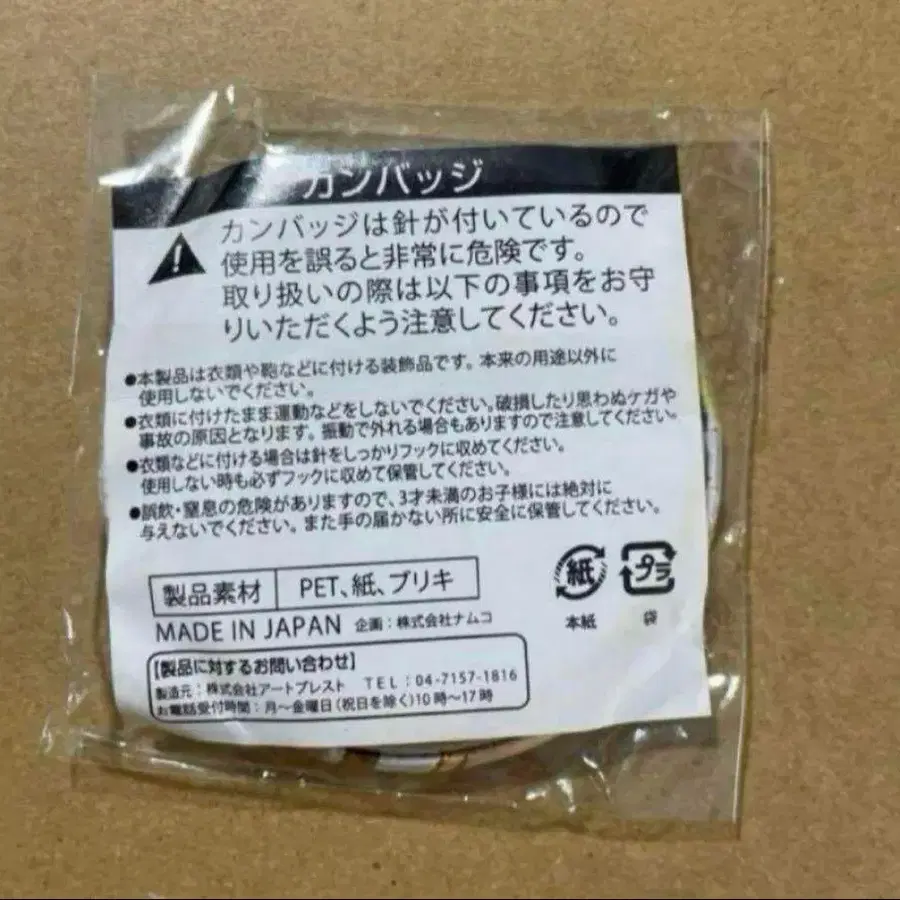 カンバッジ
カンバッジは針が付いているので
使用を誤ると非常に危険です。
取り扱いの際は以下の事項をお守
りいただくよう注意してください。
●本製品は衣類や鞄などに付ける装飾品です。本来の用途以外に
使用しないでください。
●衣類に付けたまま運動などをしないでください。破損したり思わぬケガや
事故の原因となります。振動で外れる場合もありますので注意してください。
●衣類などに付ける場合は針をしっかりフックに収めてください。
使用しない時も必ずフックに収めて保管してください。
●誤飲・窒息の危険がありますので、3才未満のお子様には絶対に
与えないでください。また手の届かない所に安全に保管してください。
製品素材 PET、紙、ブリキ
紙 プラ
本紙 袋
MADE IN JAPAN 企画：株式会社ナムコ
【製品に対するお問い合わせ】
製造元：株式会社アートプレスト TEL：04-7157-1816
お電話受付時間：月～金曜日(祝日を除く)10時～17時